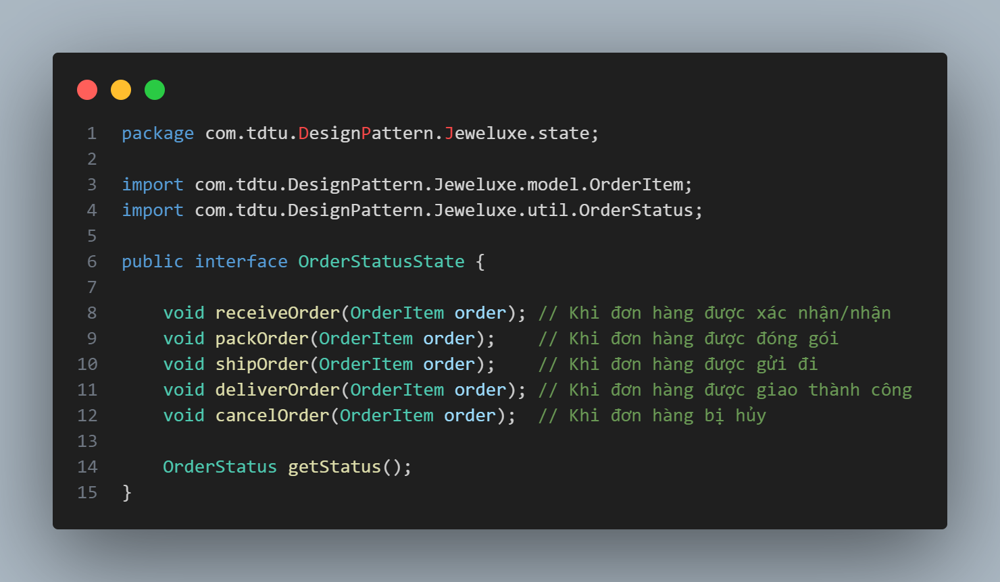 1 package com.tdtu.DesignPattern.Jeweluxe.state;
2
3 import com.tdtu.DesignPattern.Jeweluxe.model.OrderItem;
4 import com.tdtu.DesignPattern.Jeweluxe.util.OrderStatus;
5
6 public interface OrderStatusState {
7
8 void receiveOrder(OrderItem order); // Khi đơn hàng được xác nhận/nhận
9 void packOrder(OrderItem order); // Khi đơn hàng được đóng gói
10 void shipOrder(OrderItem order); // Khi đơn hàng được gửi đi
11 void deliverOrder(OrderItem order); // Khi đơn hàng được giao thành công
12 void cancelOrder(OrderItem order); // Khi đơn hàng bị hủy
13
14 OrderStatus getStatus();
15 }